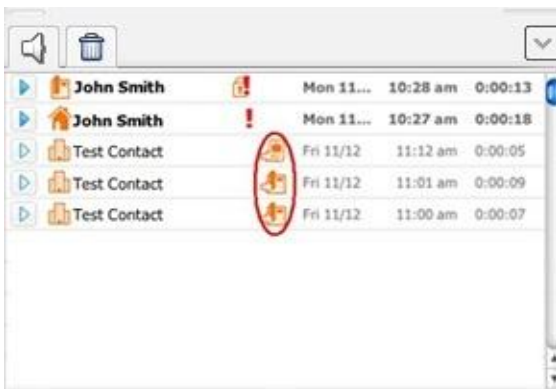 John Smith Mon 11... 10:28 am 0:00:13
John Smith Mon 11... 10:27 am 0:00:18
Test Contact Fri 11/12 11:12 am 0:00:05
Test Contact Fri 11/12 11:01 am 0:00:09
Test Contact Fri 11/12 11:00 am 0:00:07